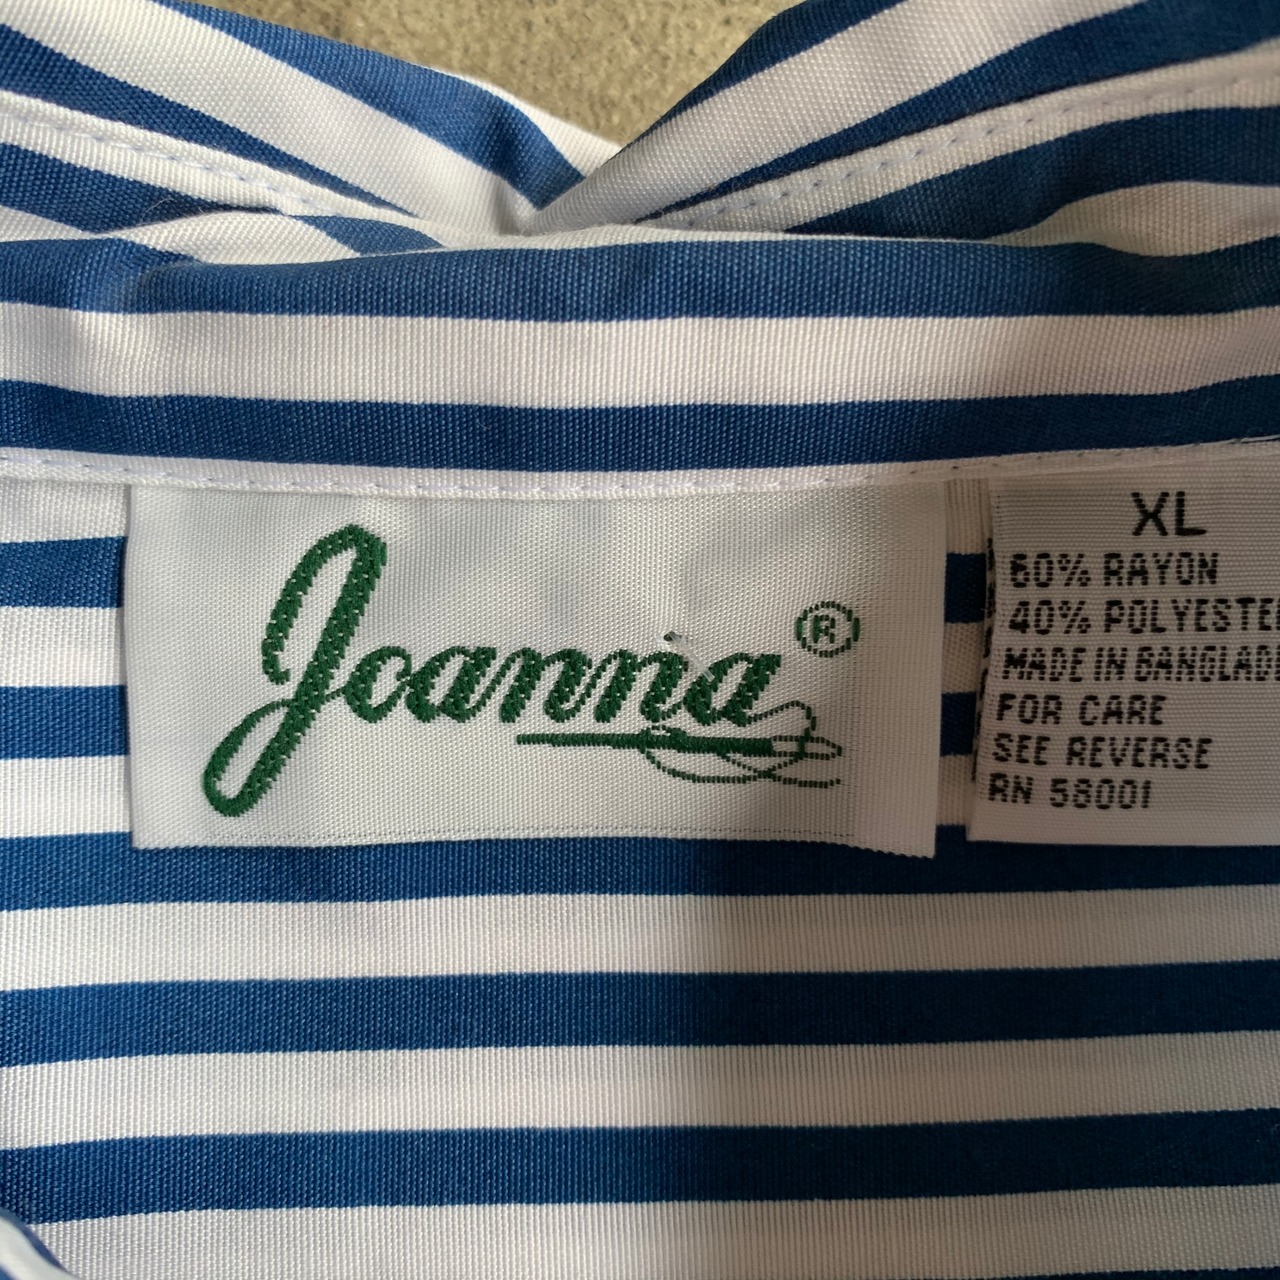 Joanna®
XL
60% RAYON
40% POLYESTE
MADE IN BANGLAD
FOR CARE
SEE REVERSE
RN 58001